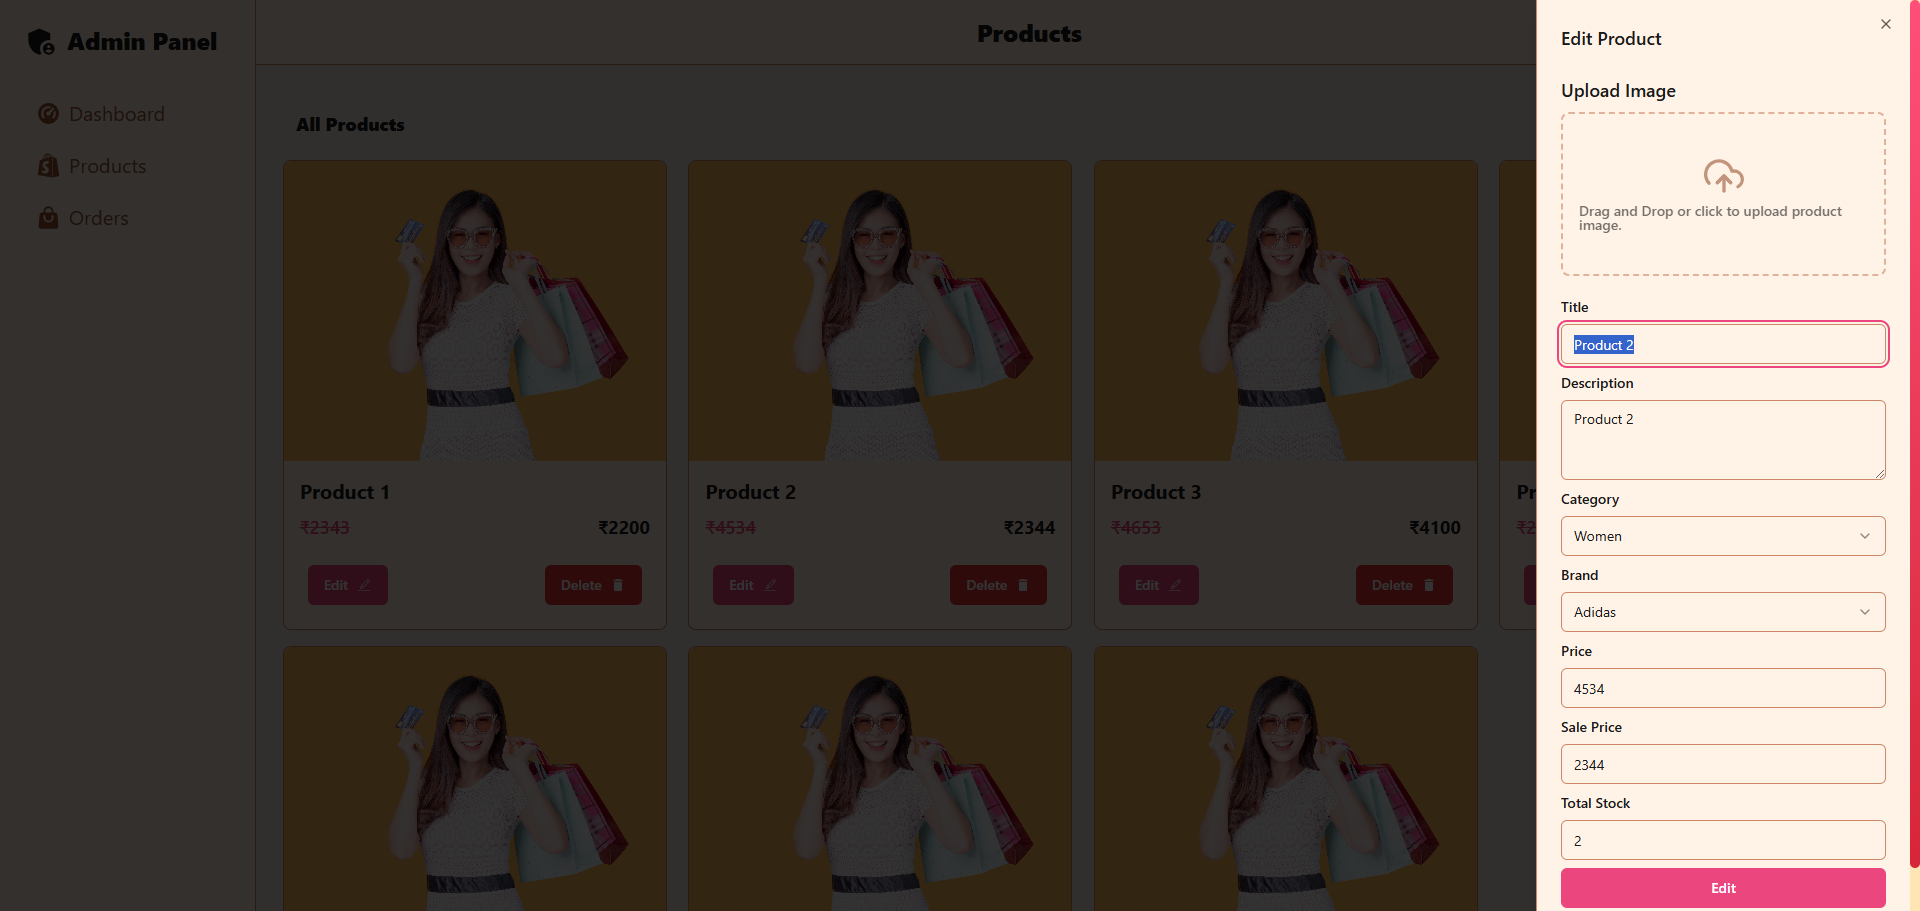 Admin Panel
Dashboard
Products
Orders
Products
All Products
Product 1
₹2343 ₹2200
Edit Delete
Product 2
₹4534 ₹2344
Edit Delete
Product 3
₹4653 ₹4100
Edit Delete
Edit Product
Upload Image
Drag and Drop or click to upload product
image.
Title
Product 2
Description
Product 2
Category
Women
Brand
Adidas
Price
4534
Sale Price
2344
Total Stock
2
Edit